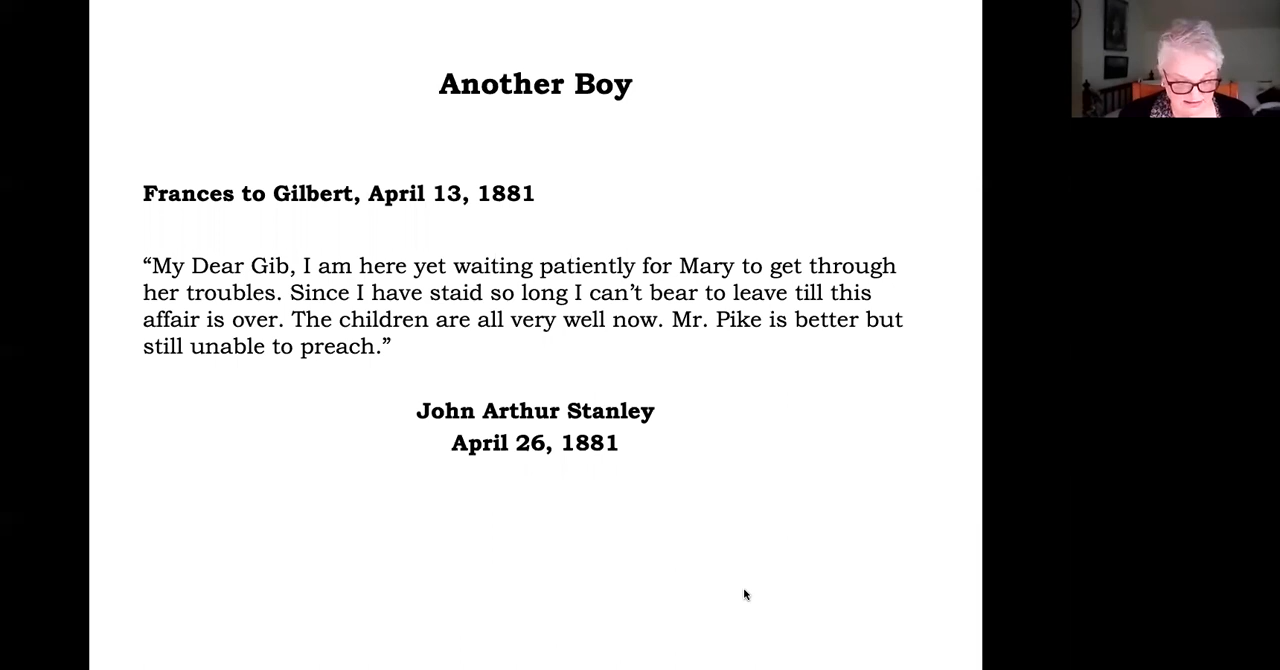 Another Boy
Frances to Gilbert, April 13, 1881
“My Dear Gib, I am here yet waiting patiently for Mary to get through
her troubles. Since I have staid so long I can’t bear to leave till this
affair is over. The children are all very well now. Mr. Pike is better but
still unable to preach.”
John Arthur Stanley
April 26, 1881